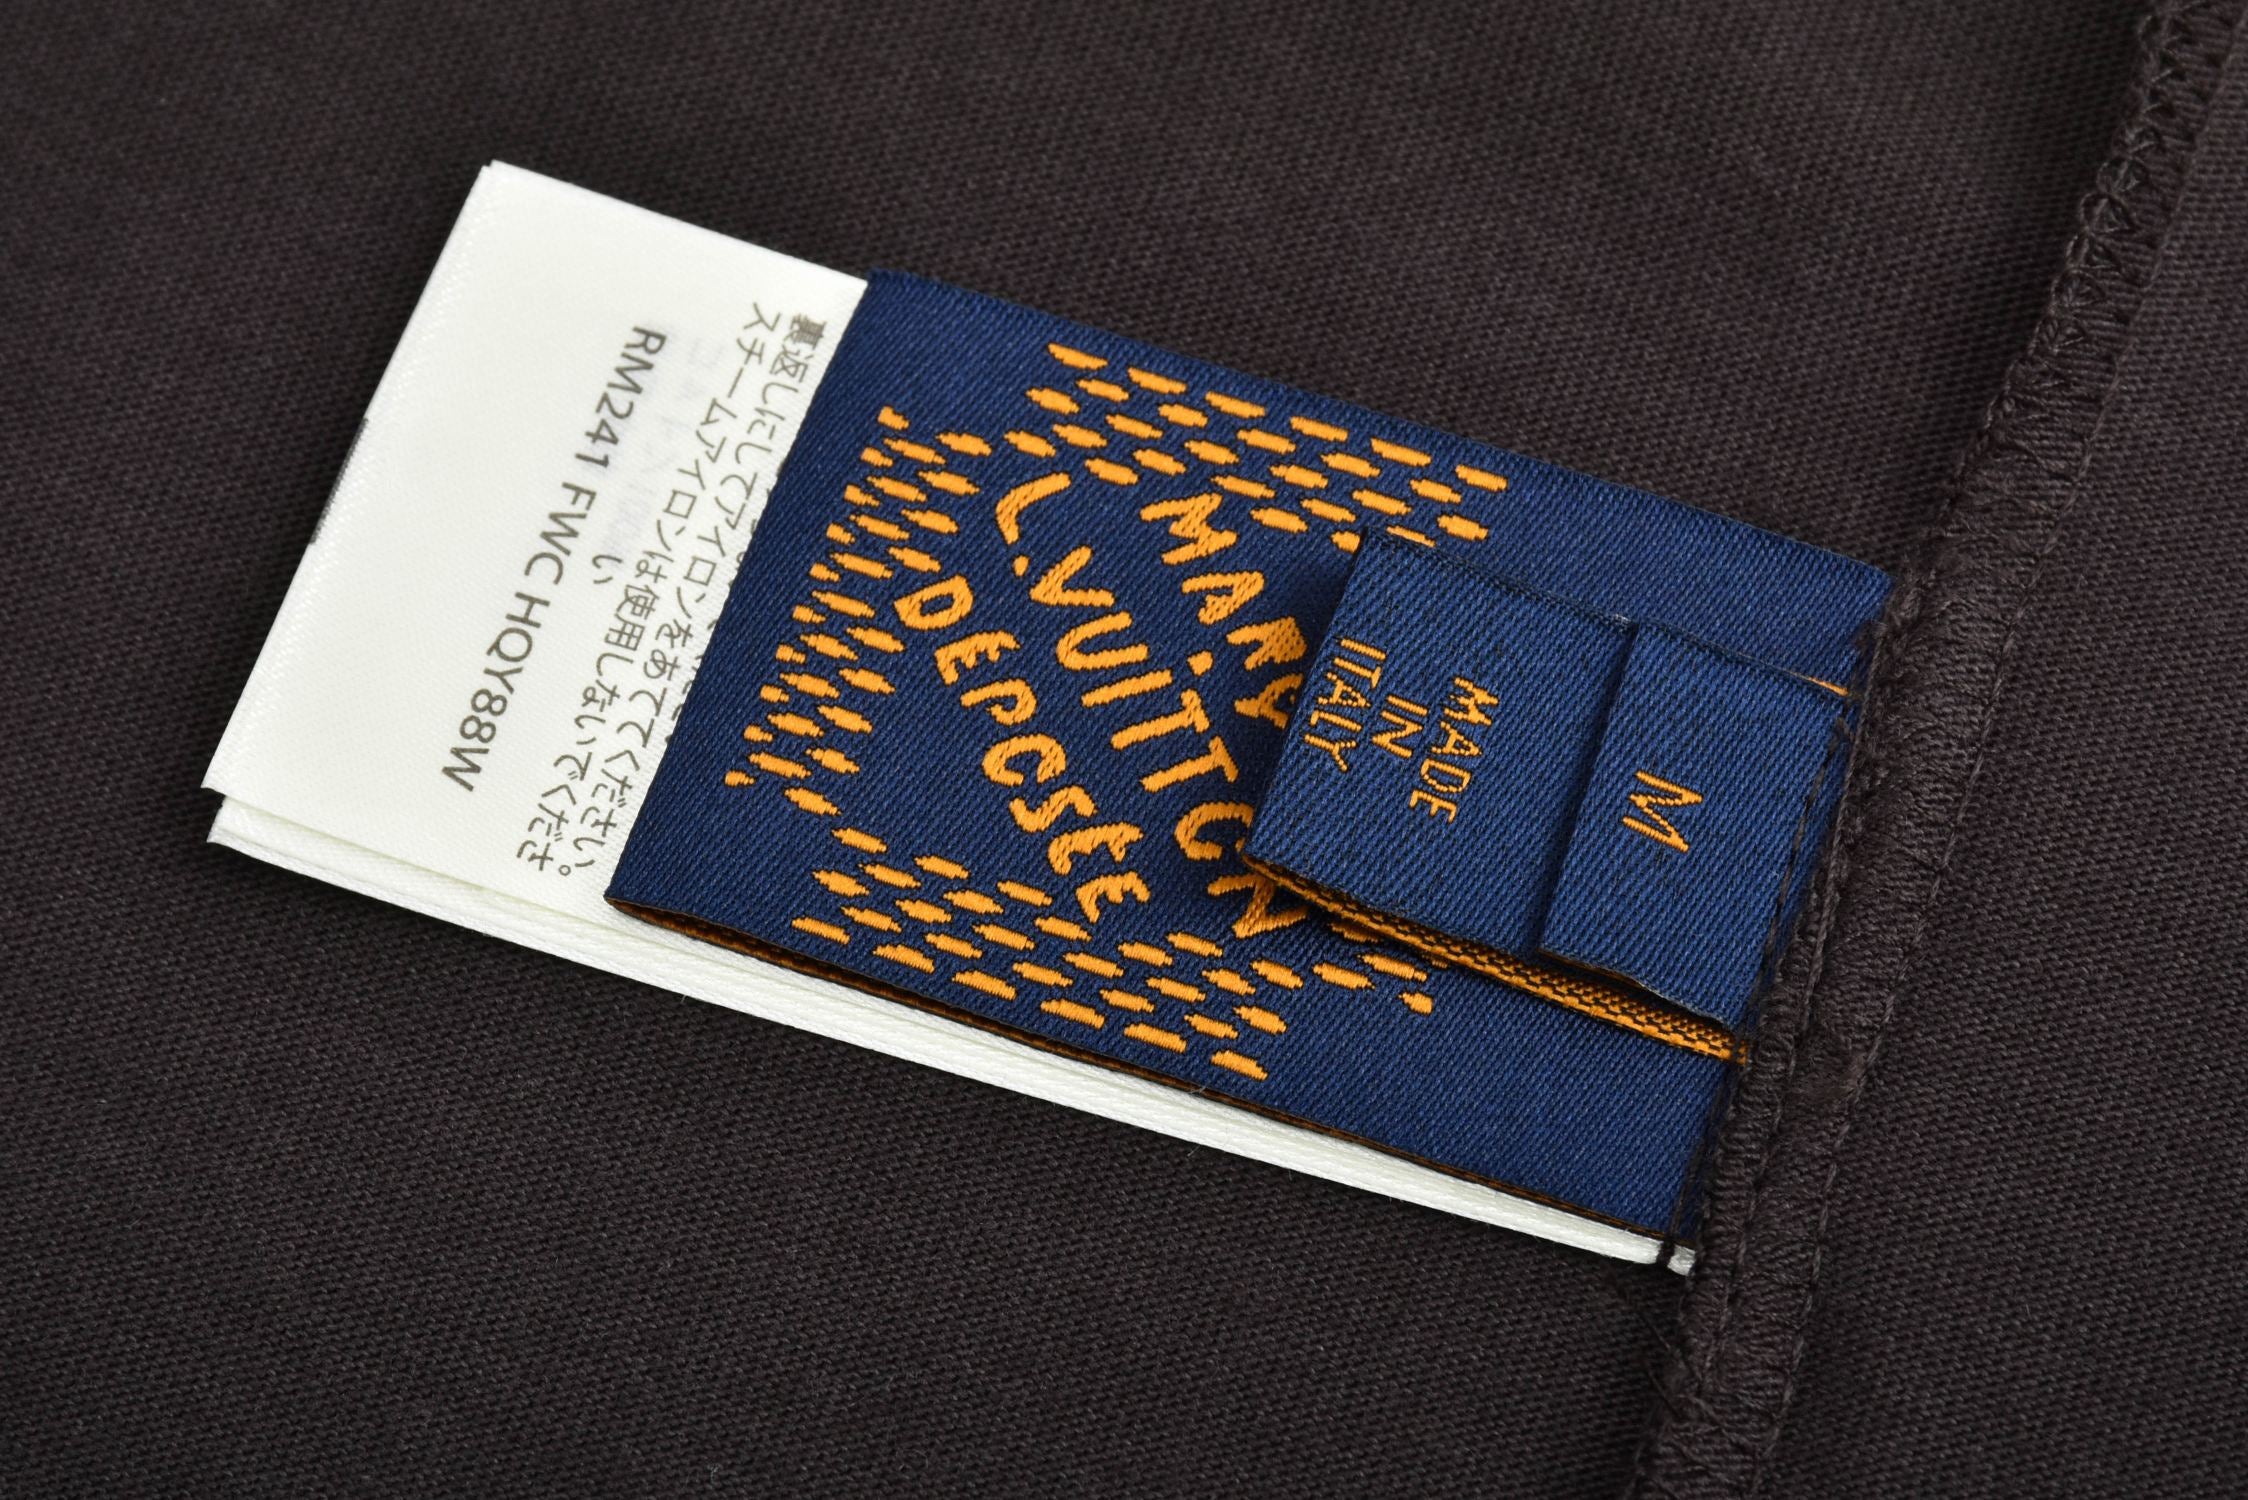 裏返しにしてアイロンをあててください
スチームアイロンは使用しないでくださ
い。
RM241 FWC HQY88W
L.VUITTON
DEPCSEE
MADE
IN
ITALY
M